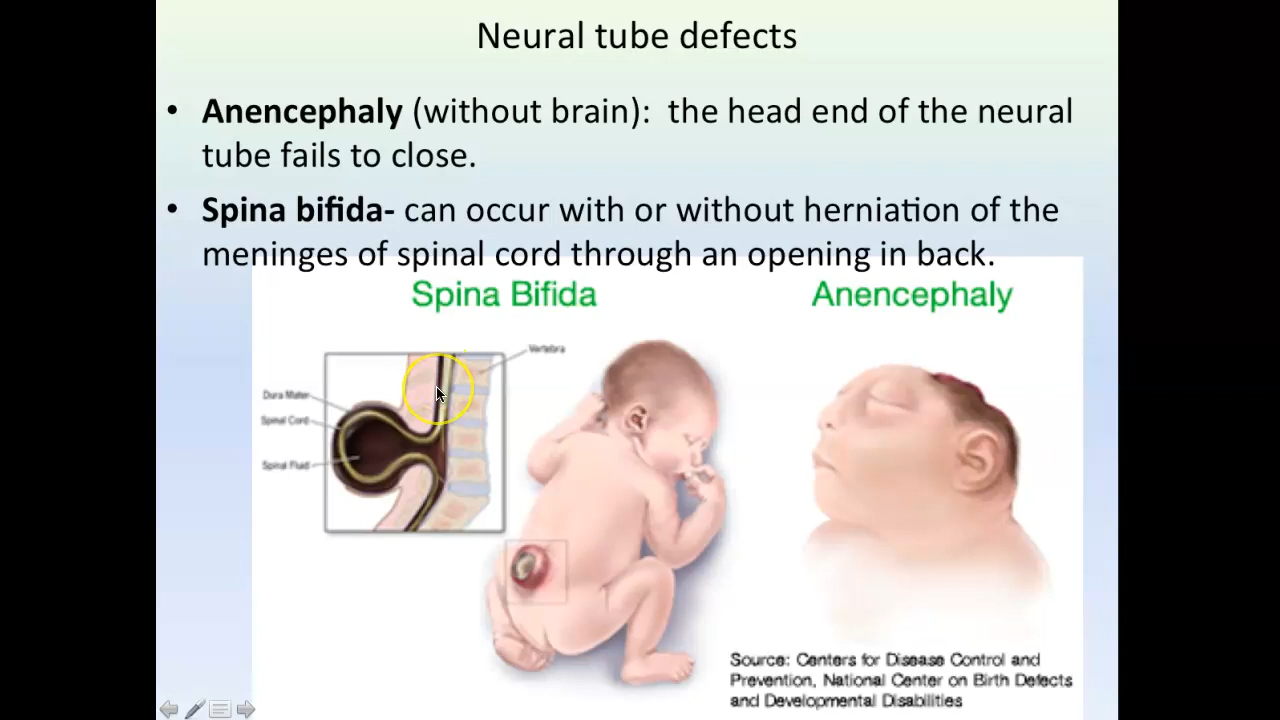 Neural tube defects
• Anencephaly (without brain): the head end of the neural
tube fails to close.
• Spina bifida- can occur with or without herniation of the
meninges of spinal cord through an opening in back.
Spina Bifida
Anencephaly
Vertebra
Dura Mater
Spinal Cord
Spinal Fluid
Source: Centers for Disease Control and
Prevention, National Center on Birth Defects
and Developmental Disabilities